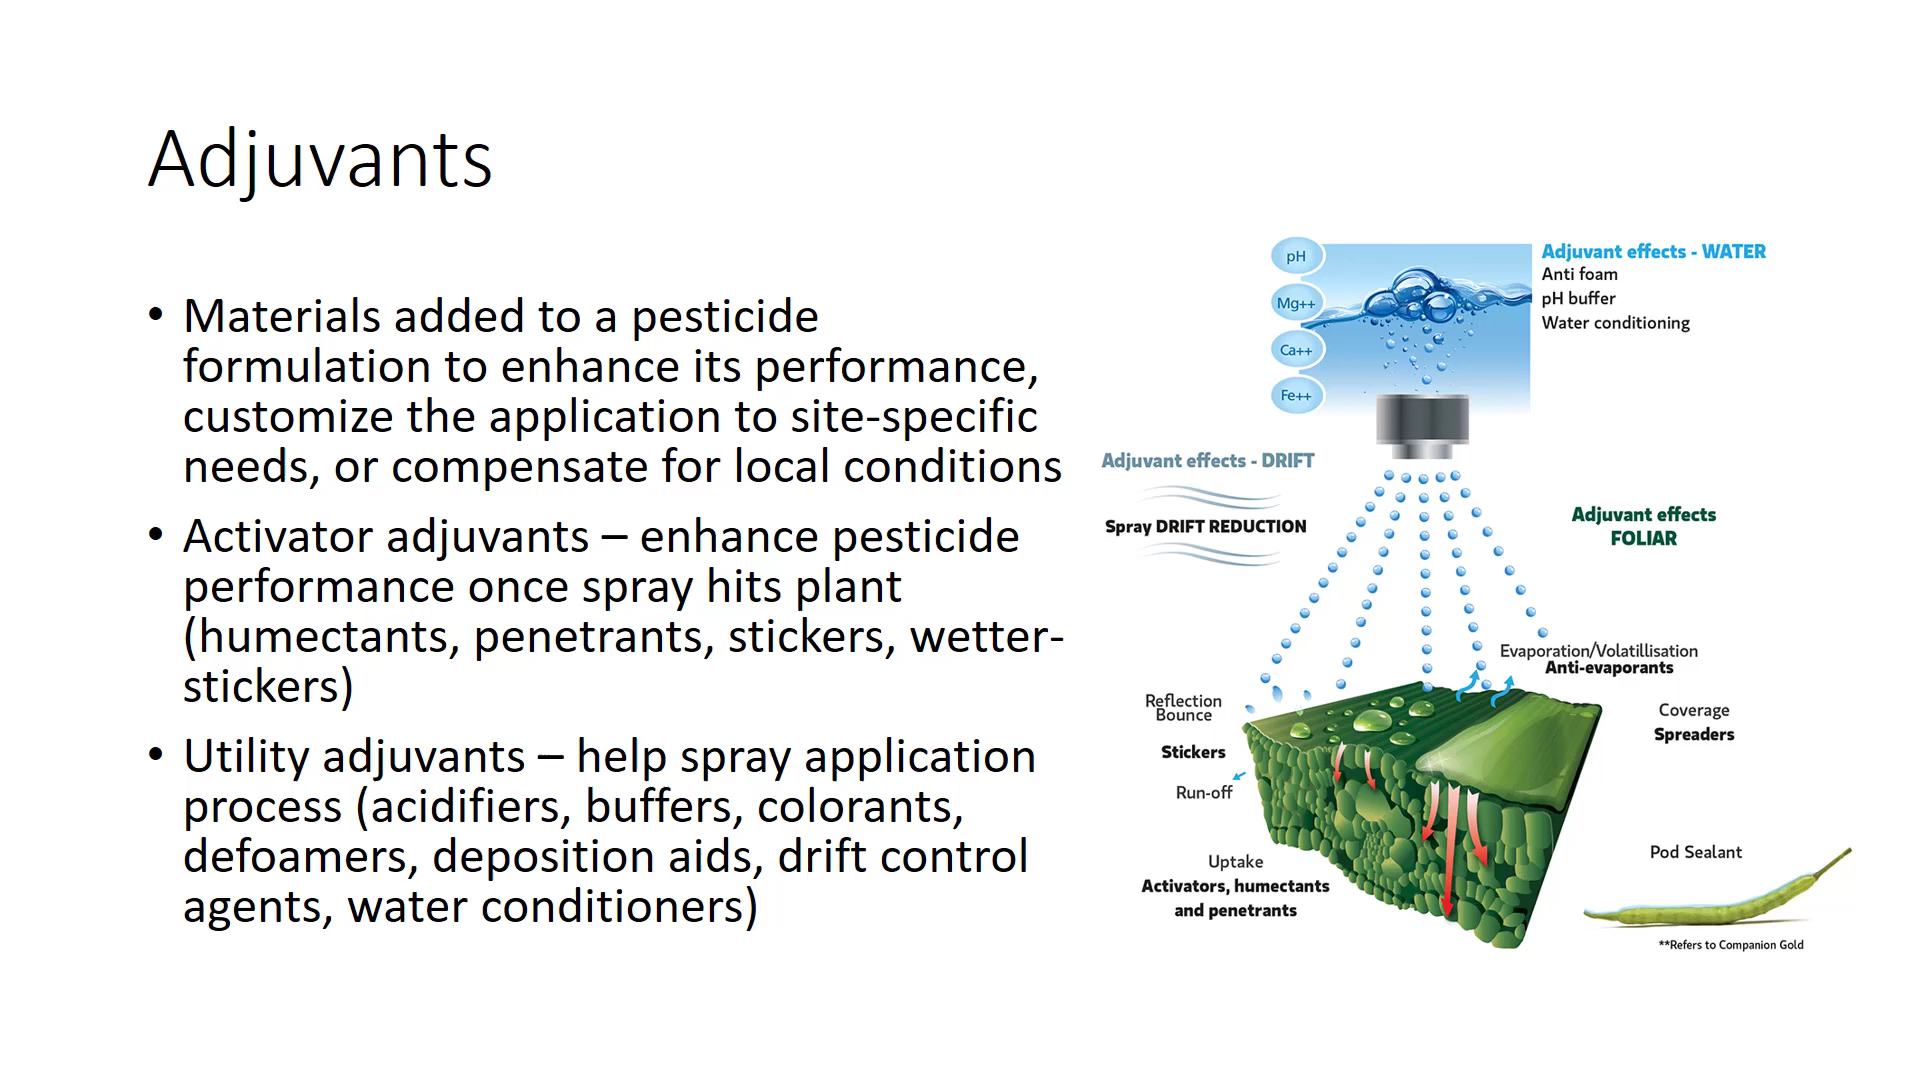 Adjuvants
• Materials added to a pesticide
formulation to enhance its performance,
customize the application to site-specific
needs, or compensate for local conditions
• Activator adjuvants – enhance pesticide
performance once spray hits plant
(humectants, penetrants, stickers, wetter-
stickers)
• Utility adjuvants – help spray application
process (acidifiers, buffers, colorants,
defoamers, deposition aids, drift control
agents, water conditioners)
pH
Mg++
Ca++
Fe++
Adjuvant effects - WATER
Anti foam
pH buffer
Water conditioning
Adjuvant effects - DRIFT
Spray DRIFT REDUCTION
Adjuvant effects
FOLIAR
Evaporation/Volatillisation
Anti-evaporants
Reflection
Bounce
Stickers
Run-off
Coverage
Spreaders
Uptake
Activators, humectants
and penetrants
Pod Sealant
**Refers to Companion Gold